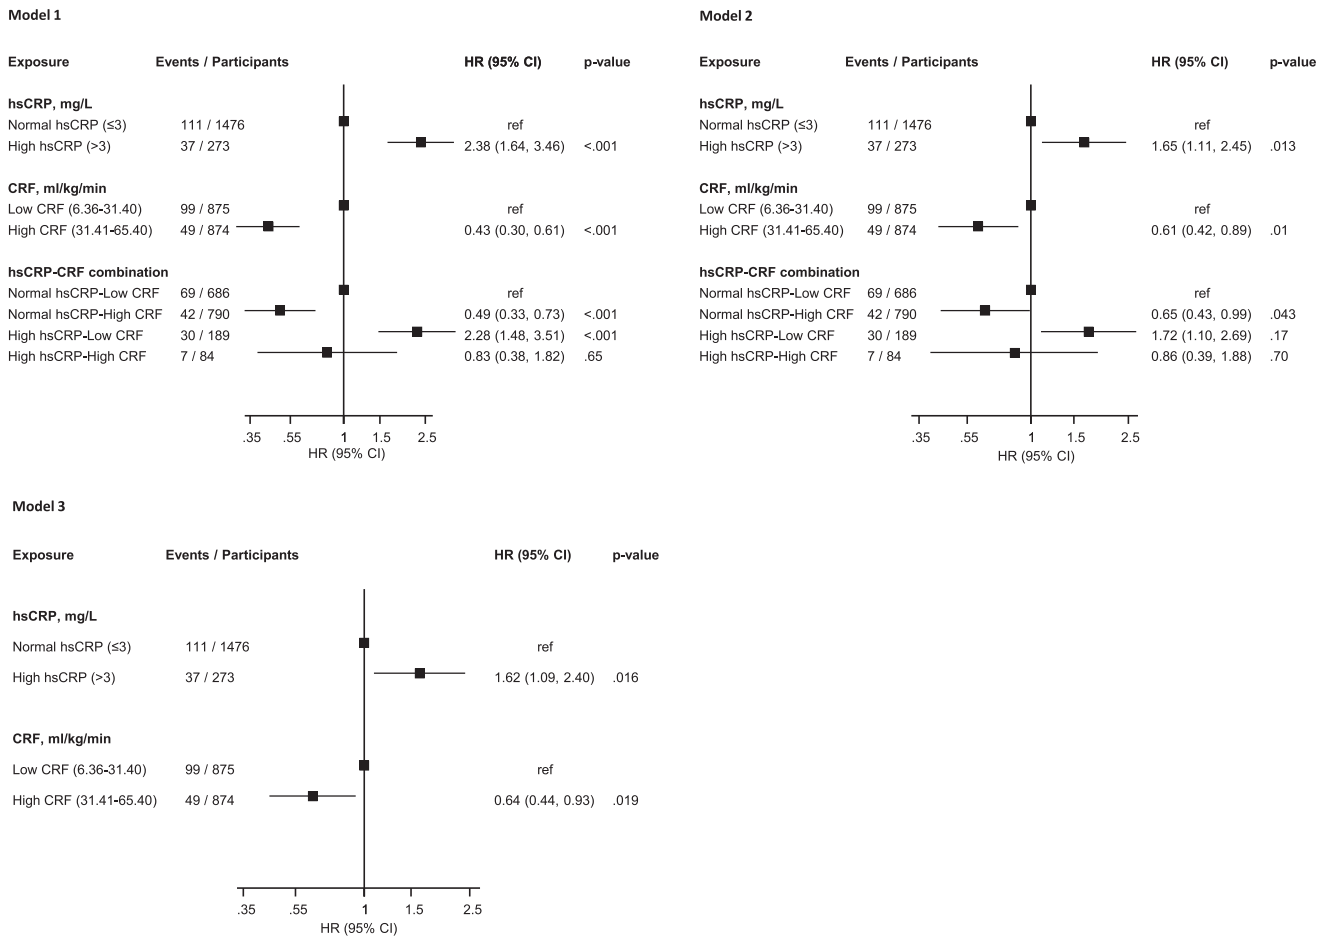 Model 1
Exposure Events / Participants HR (95% CI) p-value
hsCRP, mg/L
Normal hsCRP (≤3) 111 / 1476 ref
High hsCRP (>3) 37 / 273 2.38 (1.64, 3.46) <.001
CRF, ml/kg/min
Low CRF (6.36-31.40) 99 / 875 ref
High CRF (31.41-65.40) 49 / 874 0.43 (0.30, 0.61) <.001
hsCRP-CRF combination
Normal hsCRP-Low CRF 69 / 686 ref
Normal hsCRP-High CRF 42 / 790 0.49 (0.33, 0.73) <.001
High hsCRP-Low CRF 30 / 189 2.28 (1.48, 3.51) <.001
High hsCRP-High CRF 7 / 84 0.83 (0.38, 1.82) .65
.35 .55 1 1.5 2.5
HR (95% CI)
Model 2
Exposure Events / Participants HR (95% CI) p-value
hsCRP, mg/L
Normal hsCRP (≤3) 111 / 1476 ref
High hsCRP (>3) 37 / 273 1.65 (1.11, 2.45) .013
CRF, ml/kg/min
Low CRF (6.36-31.40) 99 / 875 ref
High CRF (31.41-65.40) 49 / 874 0.61 (0.42, 0.89) .01
hsCRP-CRF combination
Normal hsCRP-Low CRF 69 / 686 ref
Normal hsCRP-High CRF 42 / 790 0.65 (0.43, 0.99) .043
High hsCRP-Low CRF 30 / 189 1.72 (1.10, 2.69) .17
High hsCRP-High CRF 7 / 84 0.86 (0.39, 1.88) .70
.35 .55 1 1.5 2.5
HR (95% CI)
Model 3
Exposure Events / Participants HR (95% CI) p-value
hsCRP, mg/L
Normal hsCRP (≤3) 111 / 1476 ref
High hsCRP (>3) 37 / 273 1.62 (1.09, 2.40) .016
CRF, ml/kg/min
Low CRF (6.36-31.40) 99 / 875 ref
High CRF (31.41-65.40) 49 / 874 0.64 (0.44, 0.93) .019
.35 .55 1 1.5 2.5
HR (95% CI)